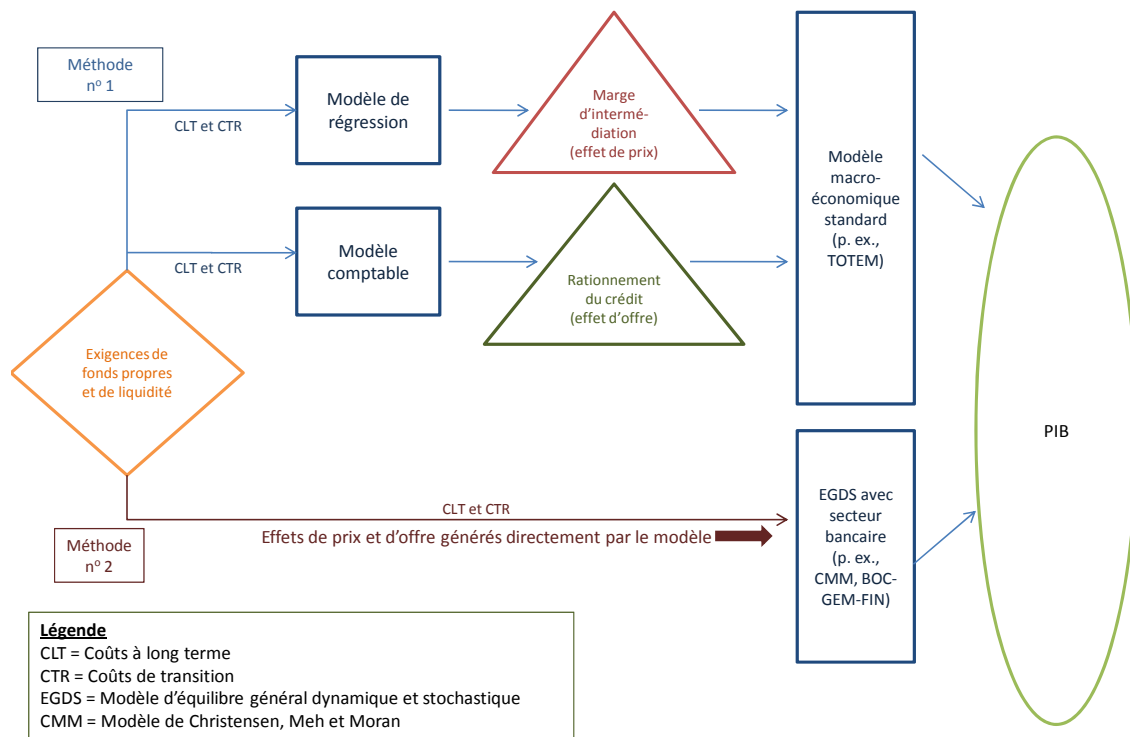 Méthode
nº 1
CLT et CTR
Modèle de
régression
Marge
d'intermé-
diation
(effet de prix)
CLT et CTR
Modèle
comptable
Rationnement
du crédit
(effet d'offre)
Modèle
macro-
économique
standard
(p. ex.,
TOTEM)
Exigences de
fonds propres
et de liquidité
PIB
CLT et CTR
Effets de prix et d'offre générés directement par le modèle
Méthode
nº 2
EGDS avec
secteur
bancaire
(p. ex.,
CMM, BOC-
GEM-FIN)
Légende
CLT = Coûts à long terme
CTR = Coûts de transition
EGDS = Modèle d'équilibre général dynamique et stochastique
CMM = Modèle de Christensen, Meh et Moran